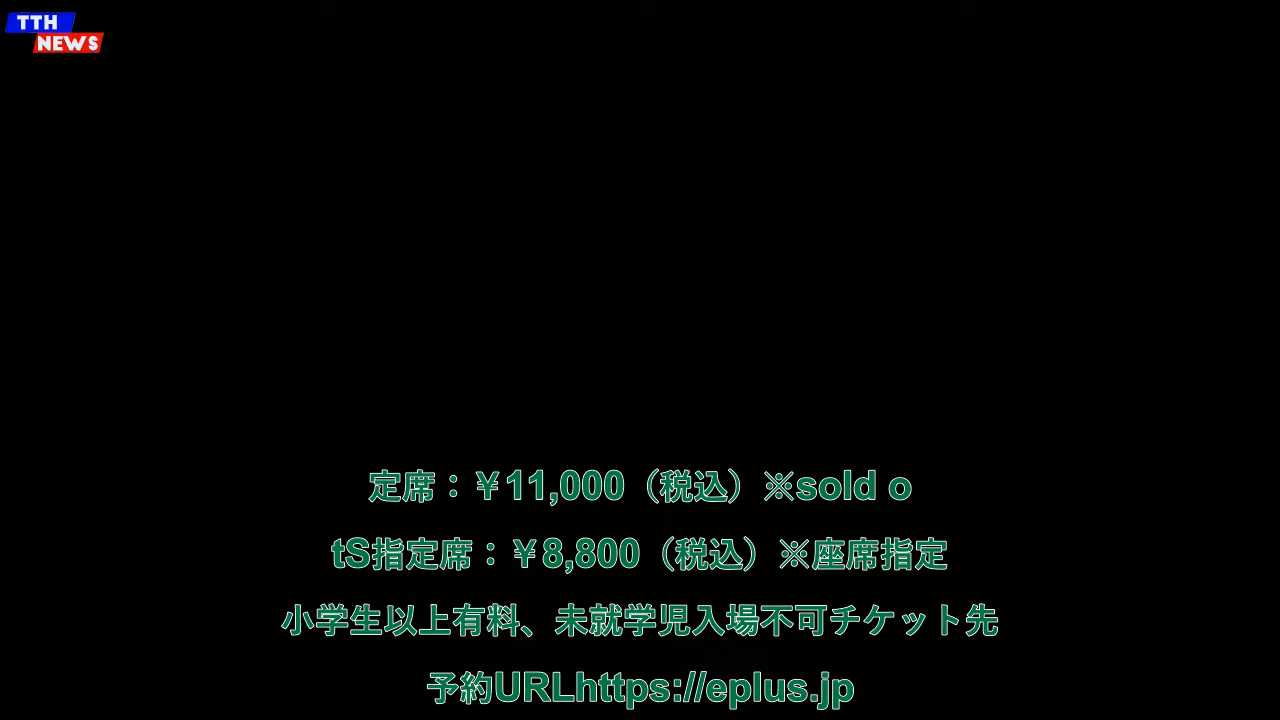 TTH
NEWS
定席：￥11,000（税込）※sold o
tS指定席：￥8,800（税込）※座席指定
小学生以上有料、未就学児入場不可チケット先
予約URLhttps://eplus.jp